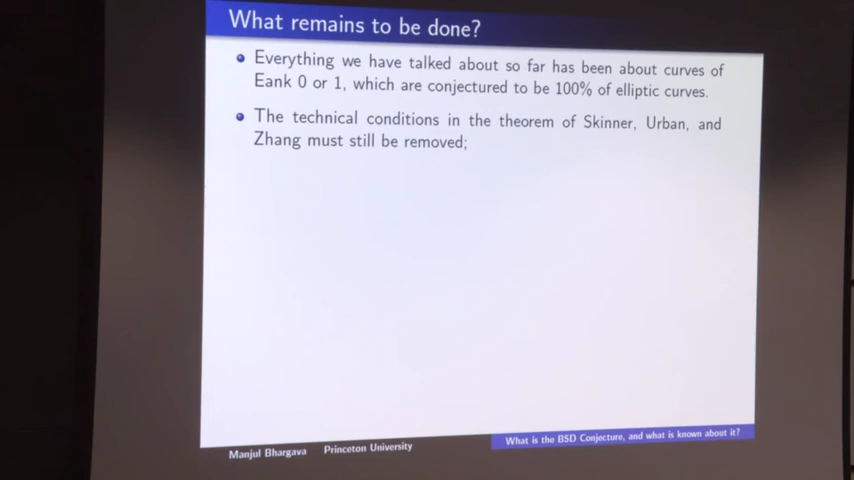 What remains to be done?
Everything we have talked about so far has been about curves of
Eank 0 or 1, which are conjectured to be 100% of elliptic curves.
The technical conditions in the theorem of Skinner, Urban, and
Zhang must still be removed;
Manjul Bhargava Princeton University
What is the BSD Conjecture, and what is known about it?